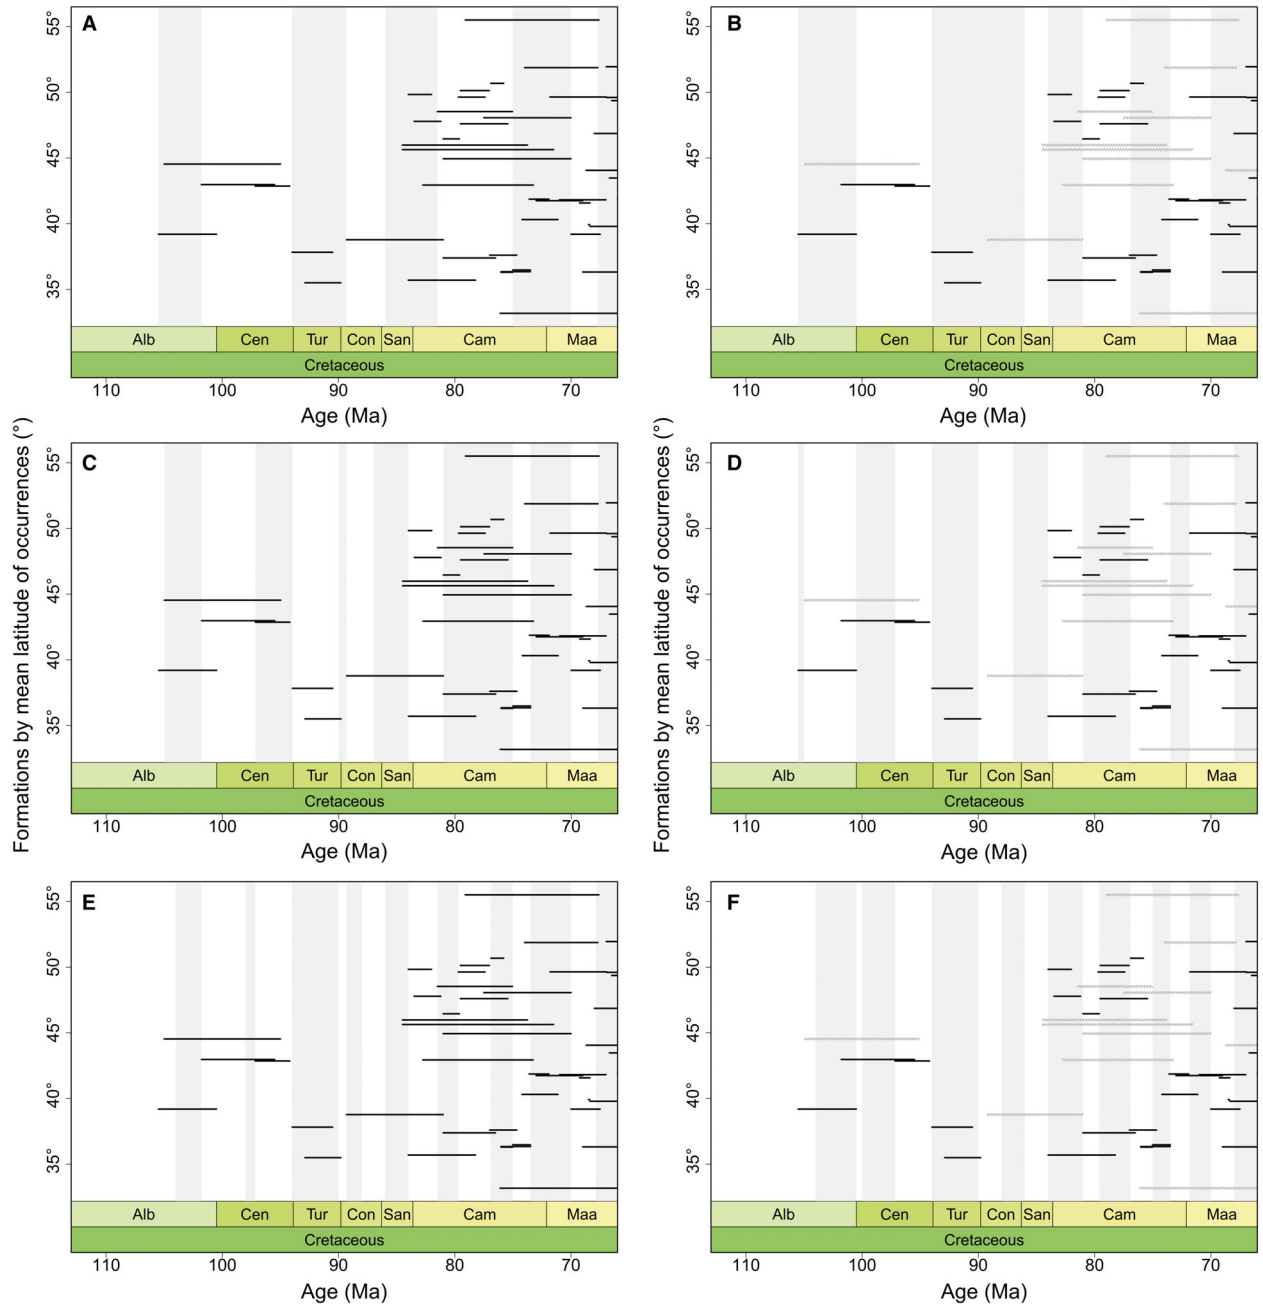 A
55°
50°
45°
40°
35°
Alb Cen Tur Con San Cam Maa
Cretaceous
110 100 90 80 70
Age (Ma)
B
55°
50°
45°
40°
35°
Alb Cen Tur Con San Cam Maa
Cretaceous
110 100 90 80 70
Age (Ma)
Formations by mean latitude of occurrences (°)
C
55°
50°
45°
40°
35°
Alb Cen Tur Con San Cam Maa
Cretaceous
110 100 90 80 70
Age (Ma)
Formations by mean latitude of occurrences (°)
D
55°
50°
45°
40°
35°
Alb Cen Tur Con San Cam Maa
Cretaceous
110 100 90 80 70
Age (Ma)
E
55°
50°
45°
40°
35°
Alb Cen Tur Con San Cam Maa
Cretaceous
110 100 90 80 70
Age (Ma)
F
55°
50°
45°
40°
35°
Alb Cen Tur Con San Cam Maa
Cretaceous
110 100 90 80 70
Age (Ma)